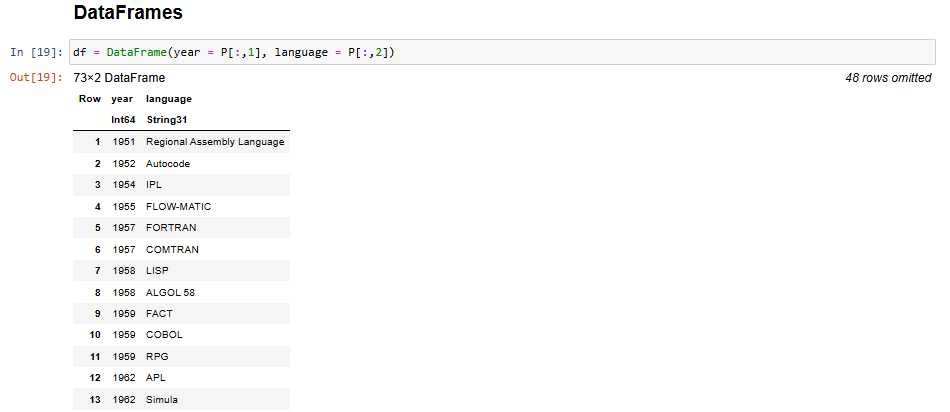 DataFrames
In [19]: df = DataFrame(year = P[:,1], language = P[:,2])
Out[19]: 73×2 DataFrame 48 rows omitted
Row year language
Int64 String31
1 1951 Regional Assembly Language
2 1952 Autocode
3 1954 IPL
4 1955 FLOW-MATIC
5 1957 FORTRAN
6 1957 COMTRAN
7 1958 LISP
8 1958 ALGOL 58
9 1959 FACT
10 1959 COBOL
11 1959 RPG
12 1962 APL
13 1962 Simula